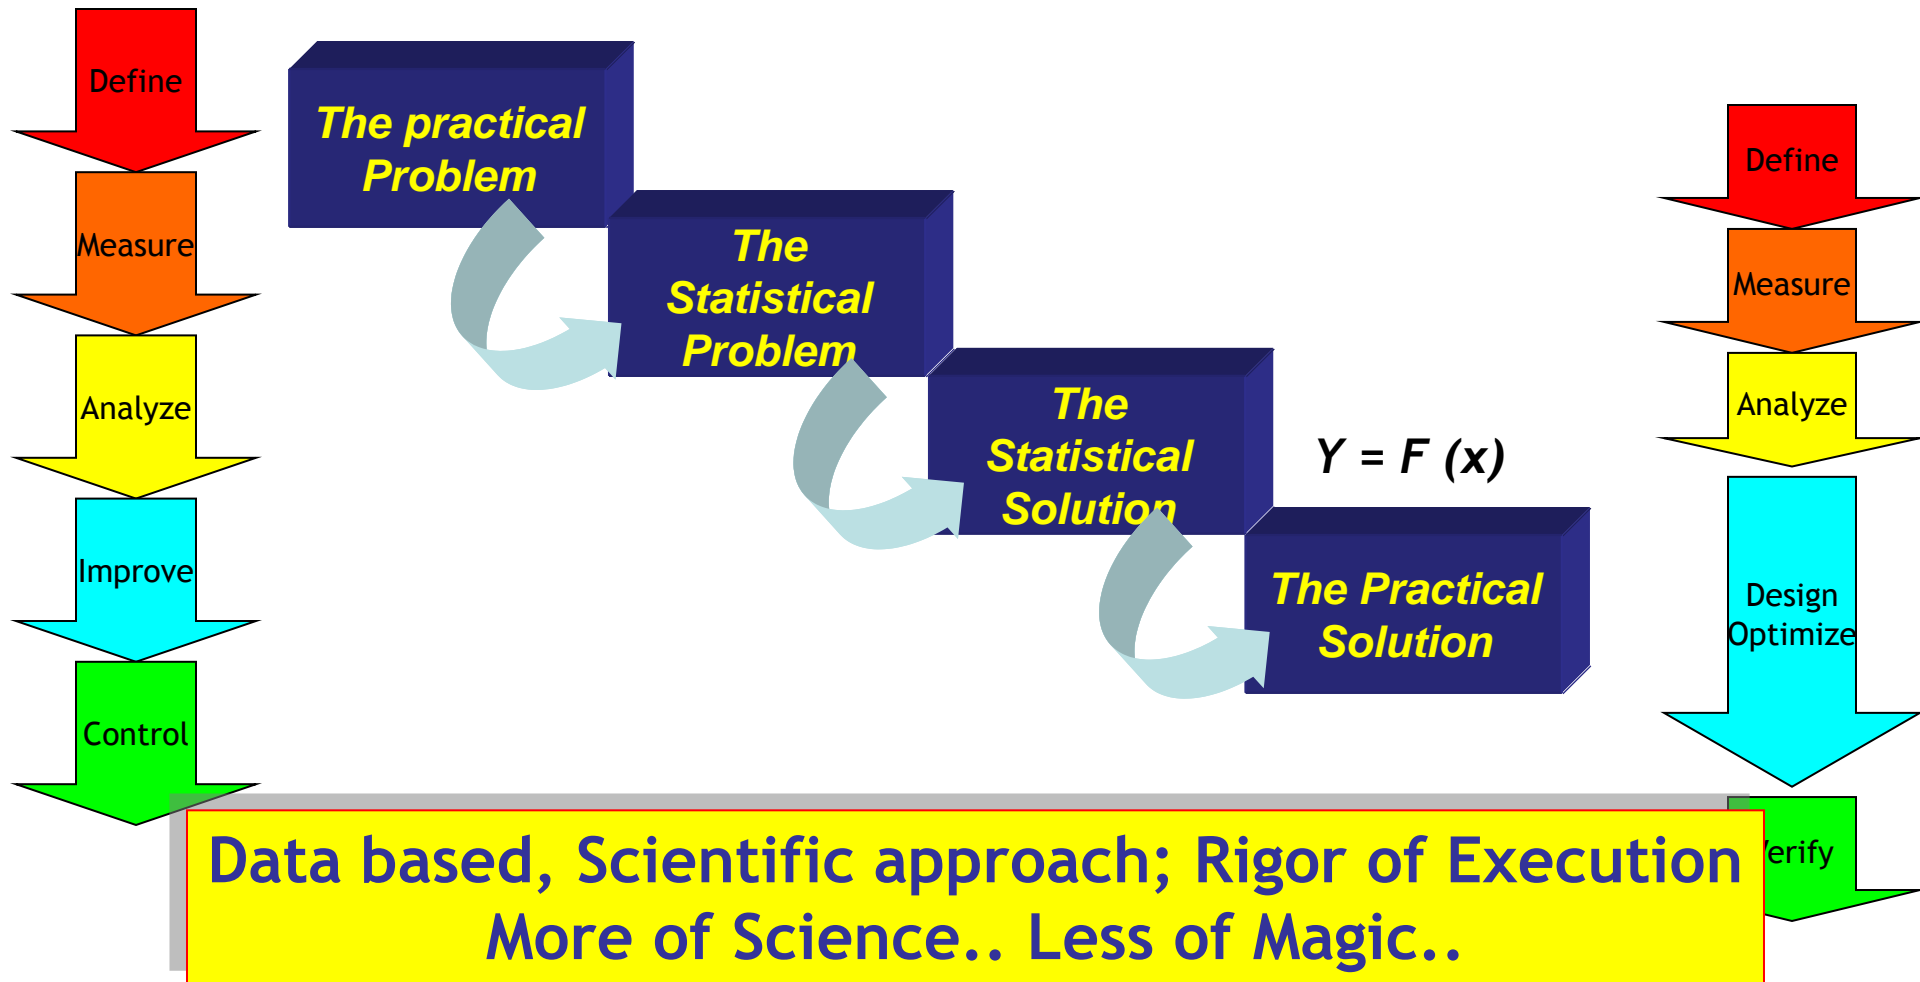 Define
Measure
Analyze
Improve
Control
The practical
Problem
The
Statistical
Problem
The
Statistical
Solution
Y = F (x)
The Practical
Solution
Define
Measure
Analyze
Design
Optimize
Verify
Data based, Scientific approach; Rigor of Execution
More of Science.. Less of Magic..